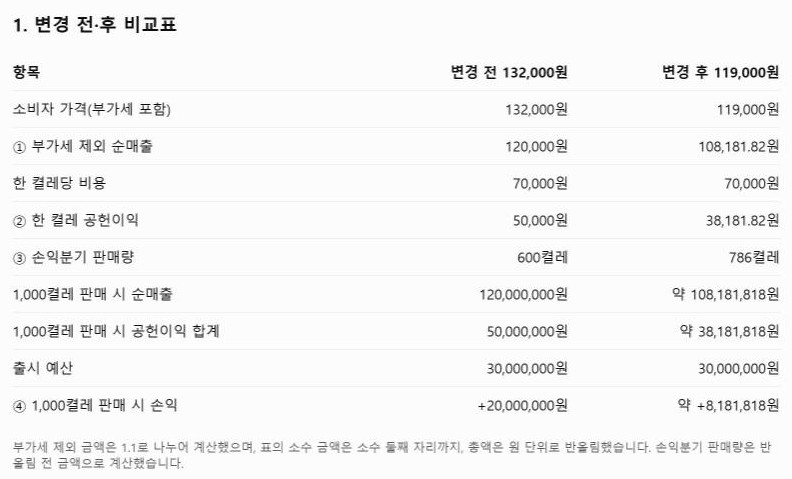 1. 변경 전·후 비교표
항목 변경 전 132,000원 변경 후 119,000원
소비자 가격(부가세 포함) 132,000원 119,000원
① 부가세 제외 순매출 120,000원 108,181.82원
한 켤레당 비용 70,000원 70,000원
② 한 켤레 공헌이익 50,000원 38,181.82원
③ 손익분기 판매량 600켤레 786켤레
1,000켤레 판매 시 순매출 120,000,000원 약 108,181,818원
1,000켤레 판매 시 공헌이익 합계 50,000,000원 약 38,181,818원
출시 예산 30,000,000원 30,000,000원
④ 1,000켤레 판매 시 손익 +20,000,000원 약 +8,181,818원
부가세 제외 금액은 1.1로 나누어 계산했으며, 표의 소수 금액은 소수 둘째 자리까지, 총액은 원 단위로 반올림했습니다. 손익분기 판매량은 반
올림 전 금액으로 계산했습니다.